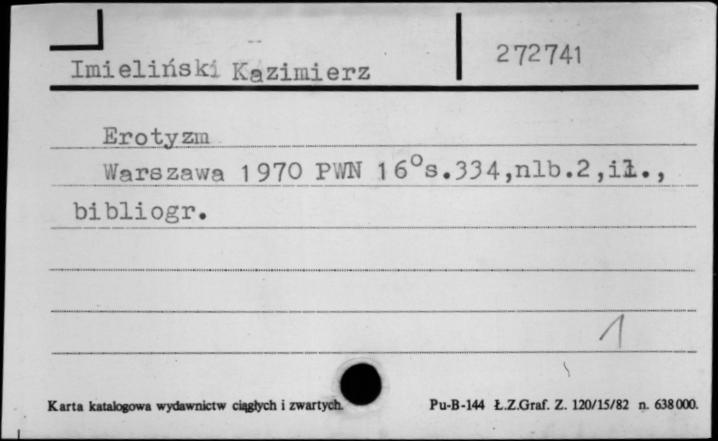 Imieliński Kazimierz 272741
Erotyzm
Warszawa 1970 PWN 16°s.334,nlb.2,il.,
bibliogr.
1
Karta katalogowa wydawnictw ciągłych i zwartych. Pu-B-144 Ł.Z.Graf. Z. 120/15/82 n. 638000.